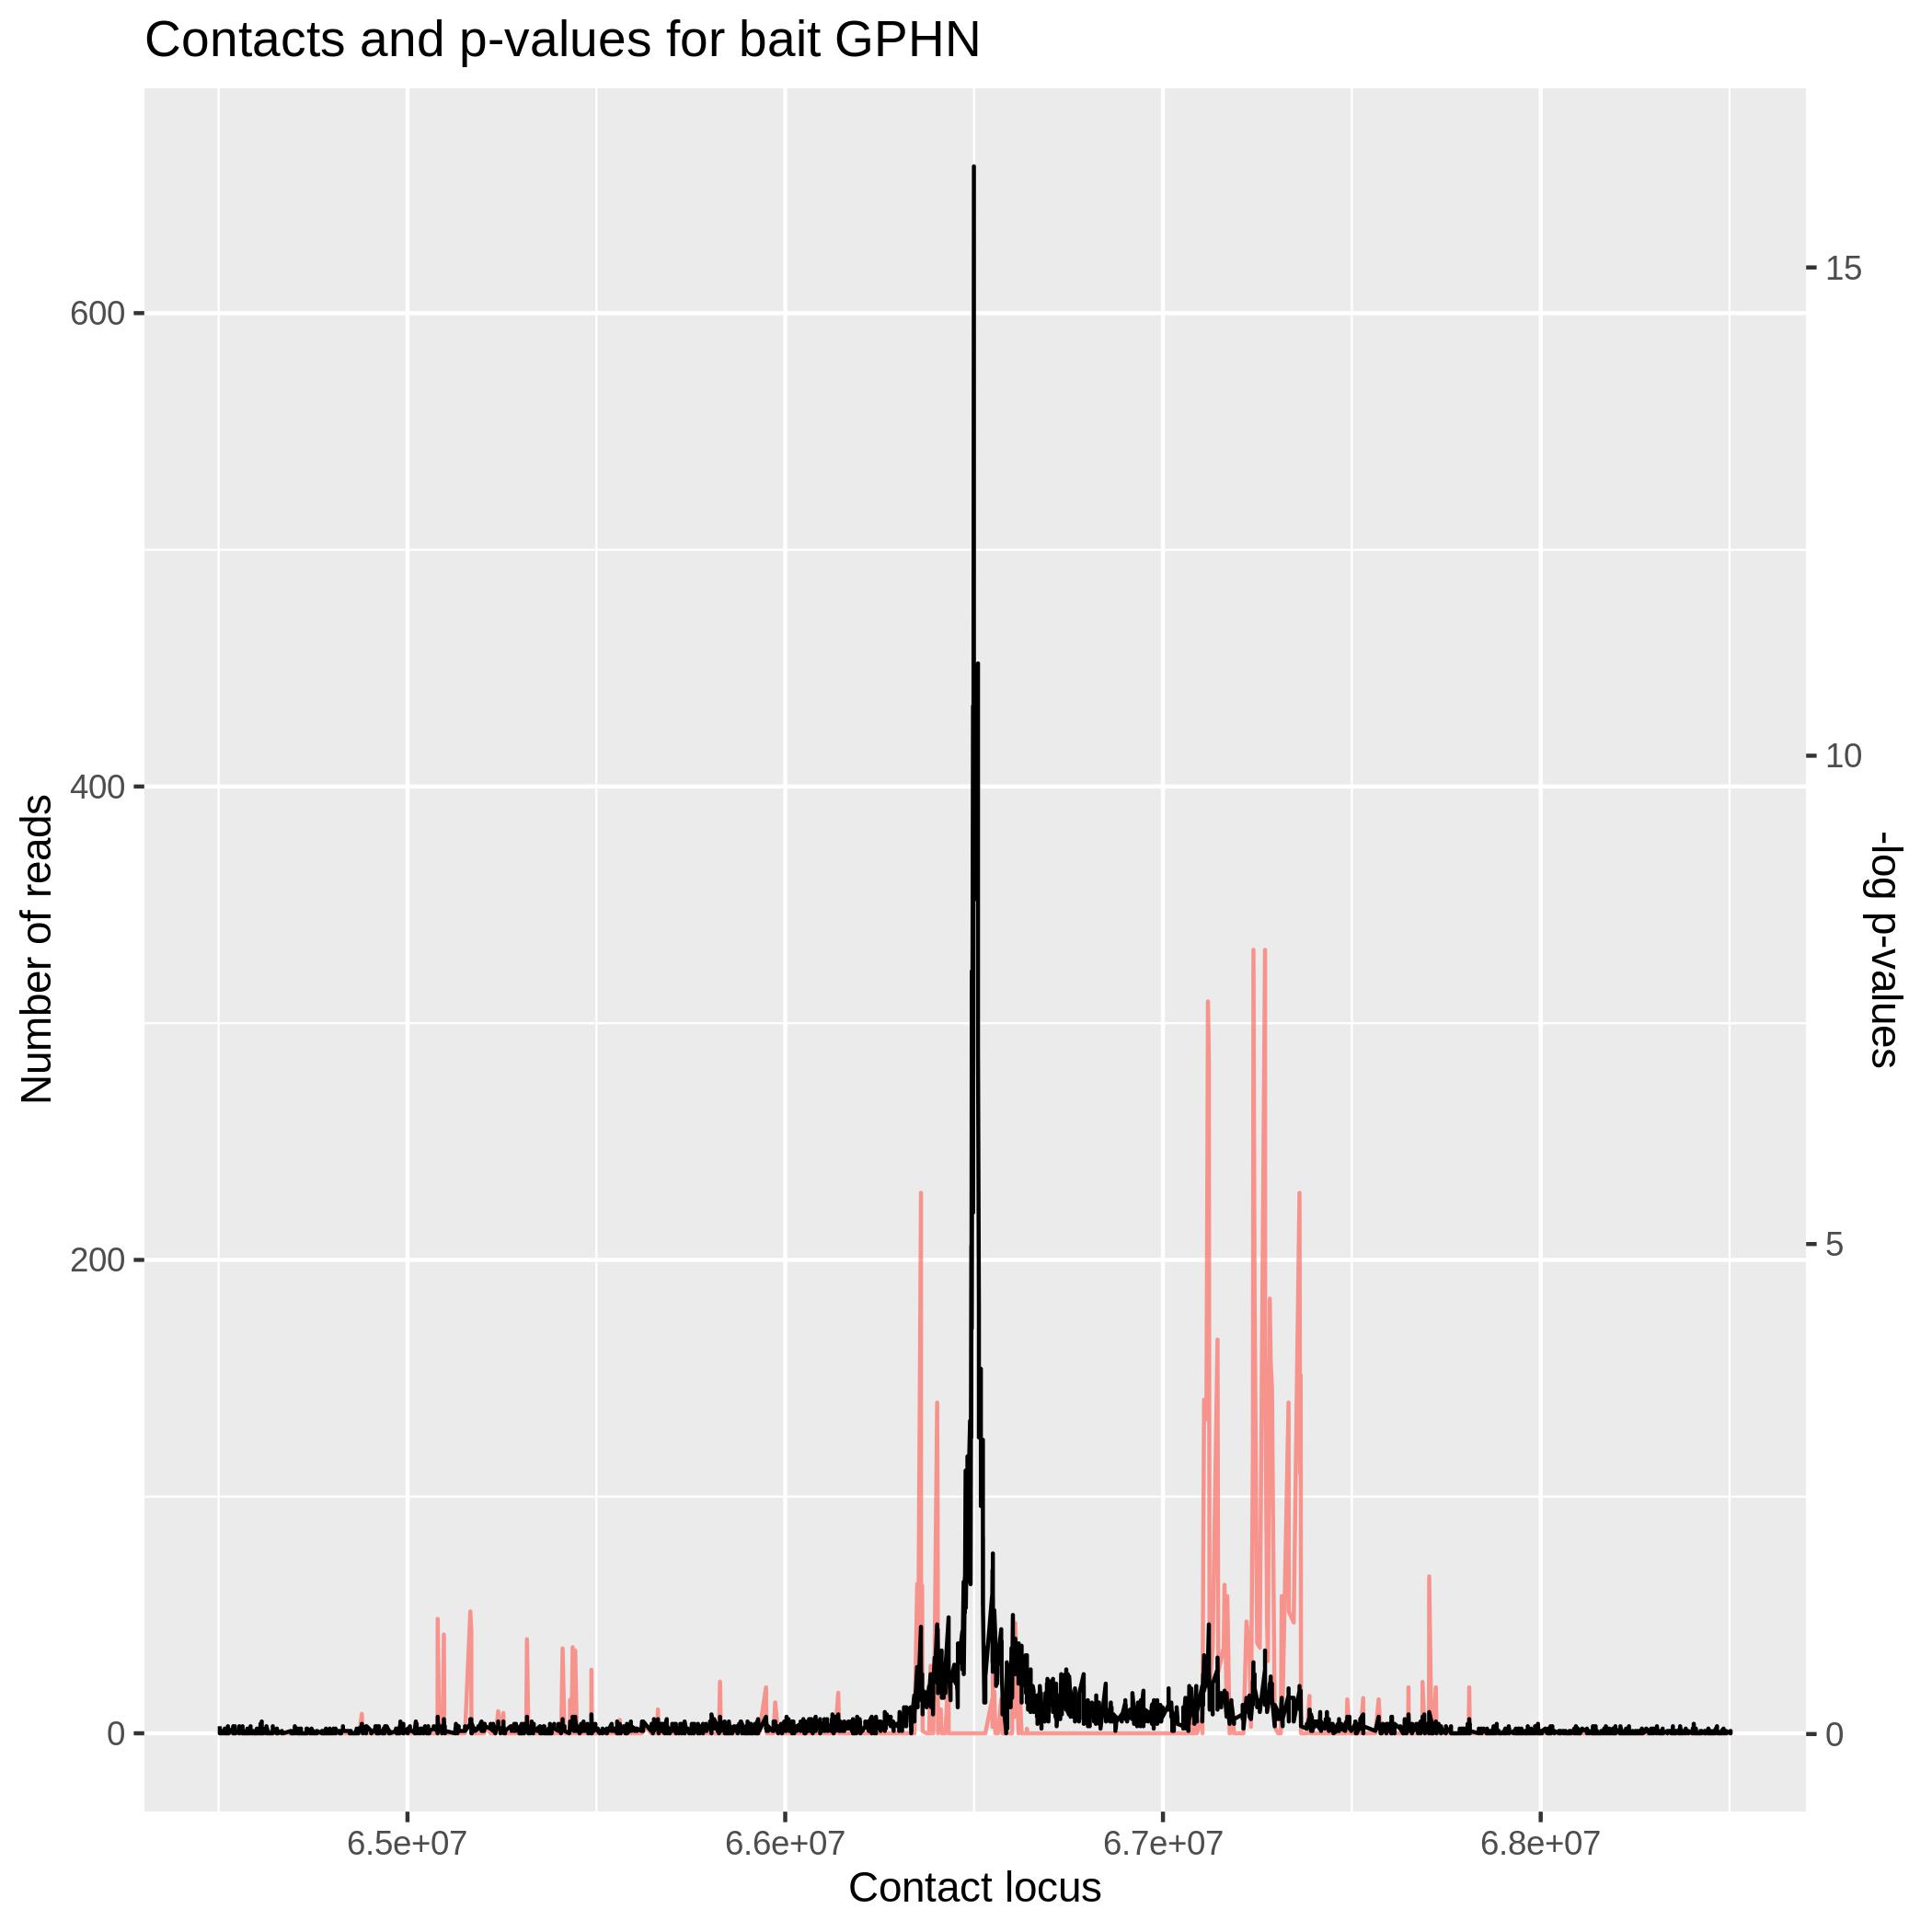 Contacts and p-values for bait GPHN
600
400
200
0
Number of reads
15
10
5
0
-log p-values
6.5e+07
6.6e+07
6.7e+07
6.8e+07
Contact locus